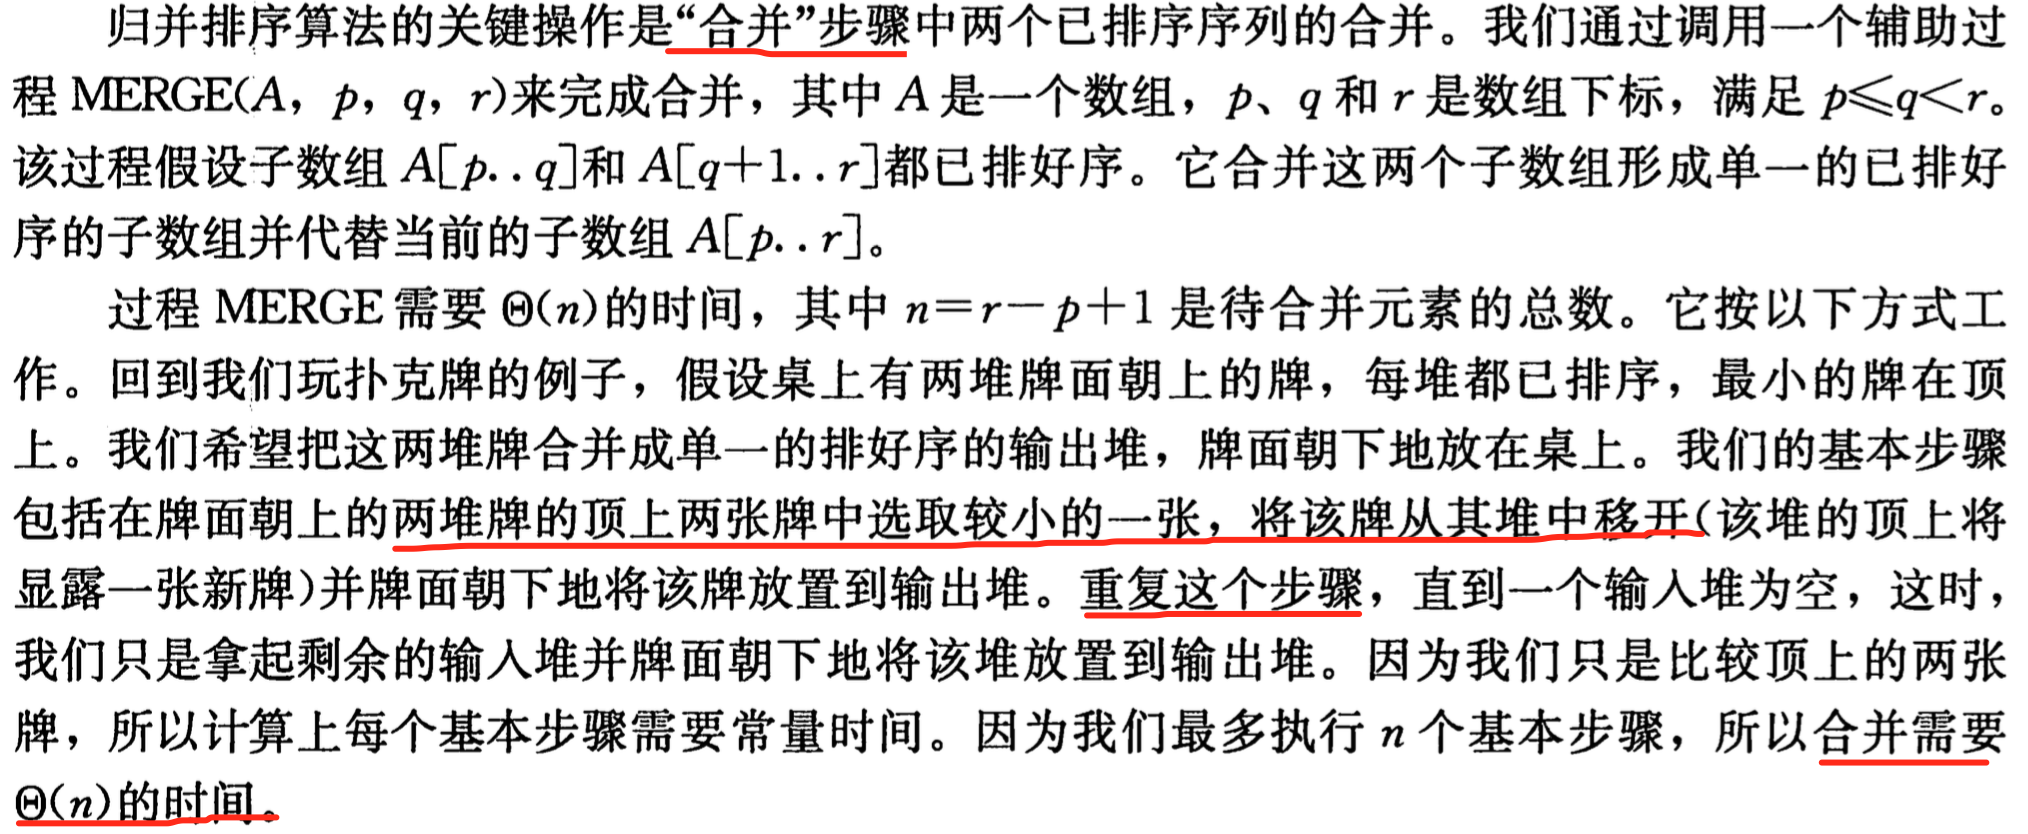 归并排序算法的关键操作是“合并”步骤中两个已排序序列的合并。我们通过调用一个辅助过
程 MERGE(A, p, q, r)来完成合并，其中 A 是一个数组，p、q 和 r 是数组下标，满足 p≤q<r。
该过程假设子数组 A[p..q]和 A[q+1..r]都已排好序。它合并这两个子数组形成单一的已排好
序的子数组并代替当前的子数组 A[p..r]。
过程 MERGE 需要 Θ(n)的时间，其中 n=r-p+1 是待合并元素的总数。它按以下方式工
作。回到我们玩扑克牌的例子，假设桌上有两堆牌面朝上的牌，每堆都已排序，最小的牌在顶
上。我们希望把这两堆牌合并成单一的排好序的输出堆，牌面朝下地放在桌上。我们的基本步骤
包括在牌面朝上的两堆牌的顶上两张牌中选取较小的一张，将该牌从其堆中移开(该堆的顶上将
显露一张新牌)并牌面朝下地将该牌放置到输出堆。重复这个步骤，直到一个输入堆为空，这时，
我们只是拿起剩余的输入堆并牌面朝下地将该堆放置到输出堆。因为我们只是比较顶上的两张
牌，所以计算上每个基本步骤需要常量时间。因为我们最多执行 n 个基本步骤，所以合并需要
Θ(n)的时间。